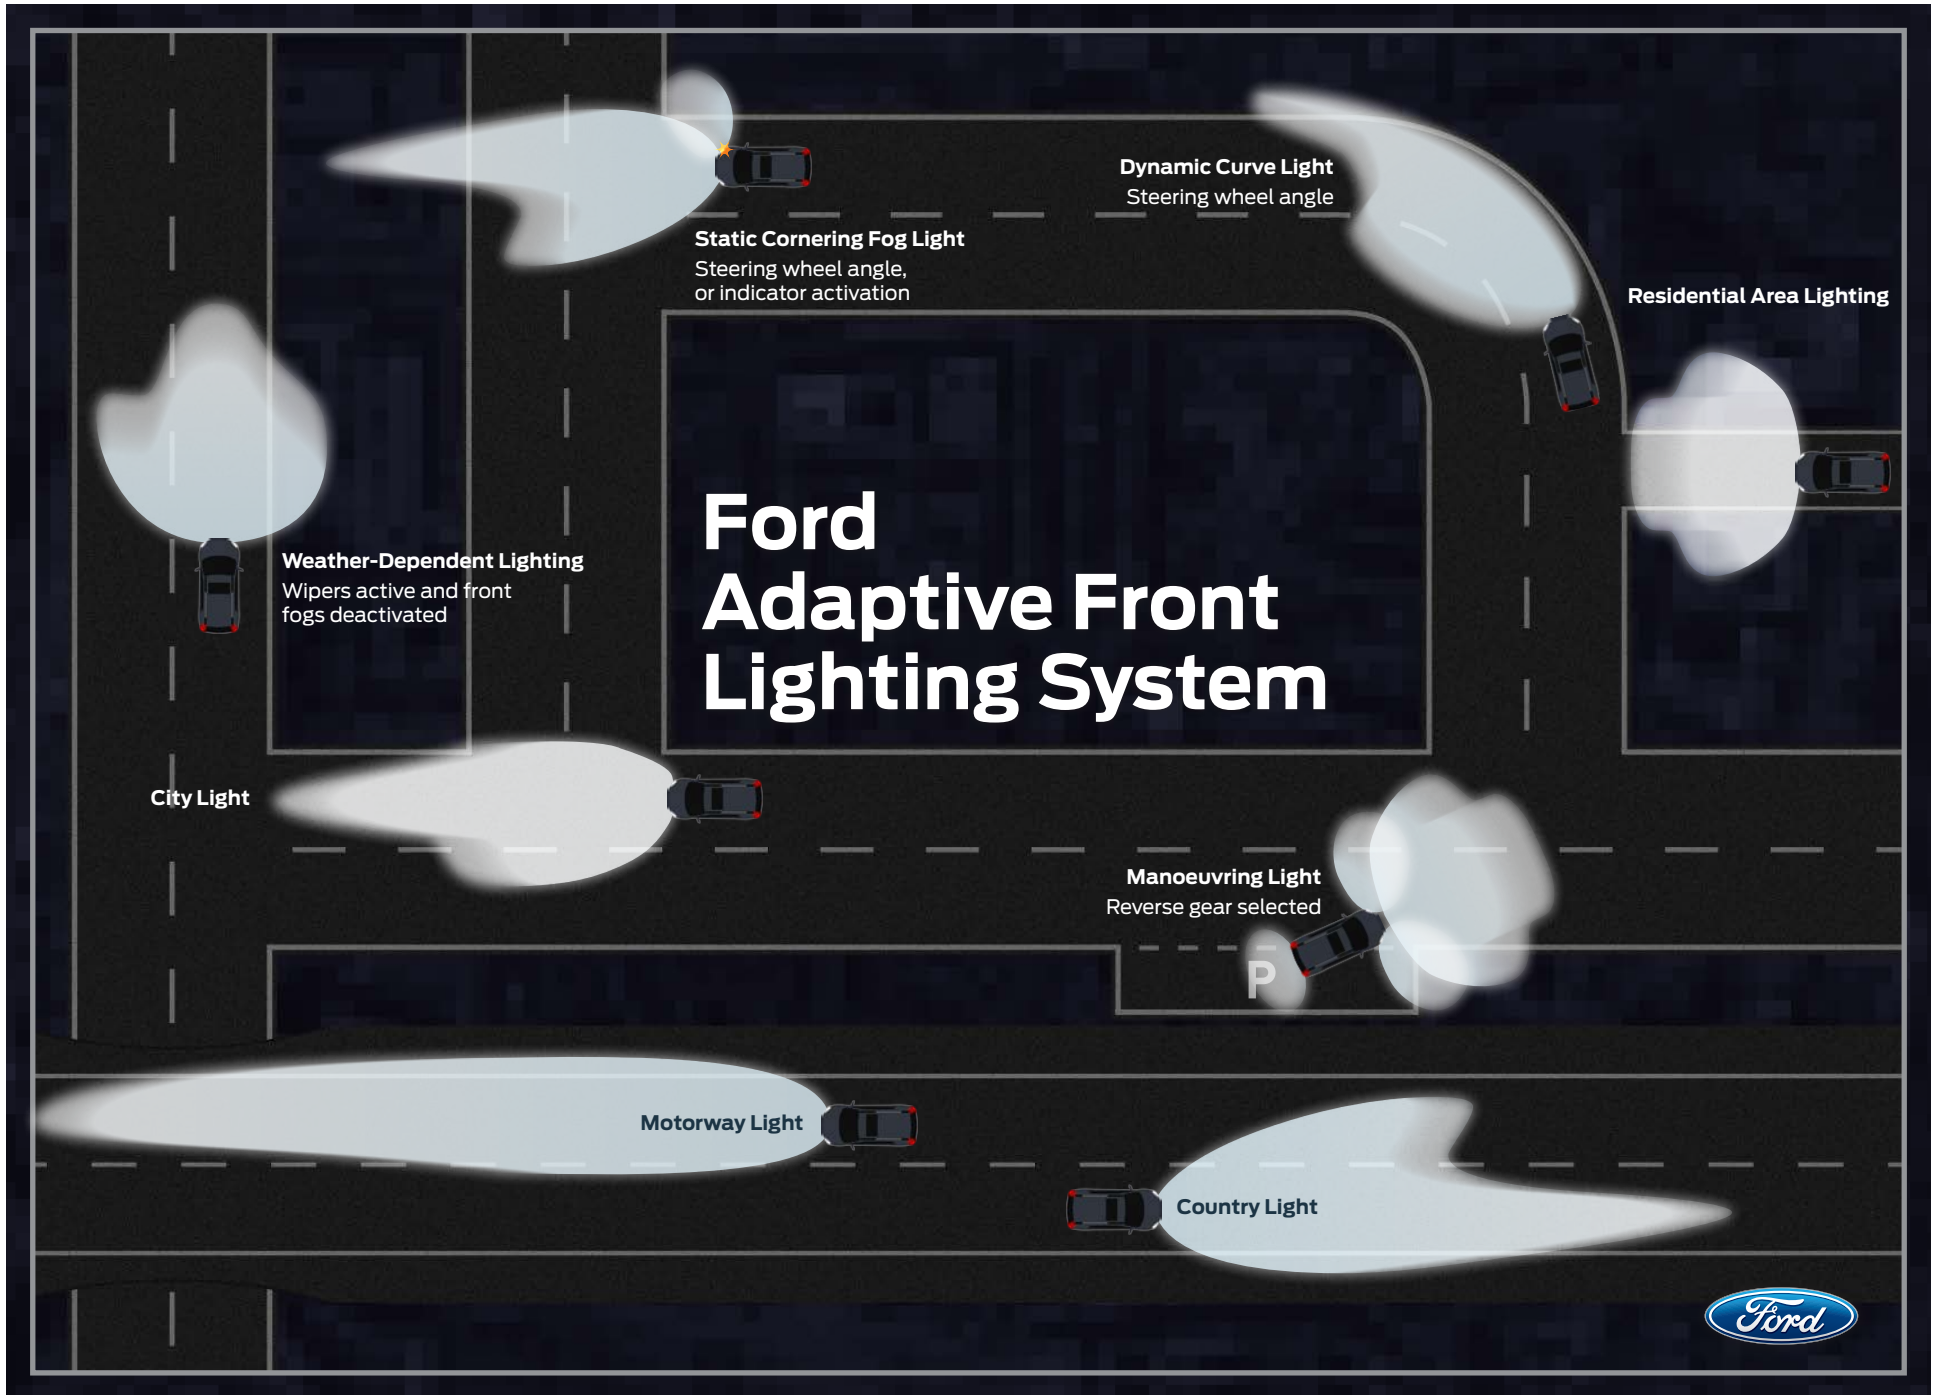 Dynamic Curve Light
Steering wheel angle
Static Cornering Fog Light
Steering wheel angle,
or indicator activation
Residential Area Lighting
Ford
Adaptive Front
Lighting System
Weather-Dependent Lighting
Wipers active and front
fogs deactivated
City Light
Manoeuvring Light
Reverse gear selected
P
Motorway Light
Country Light
Ford